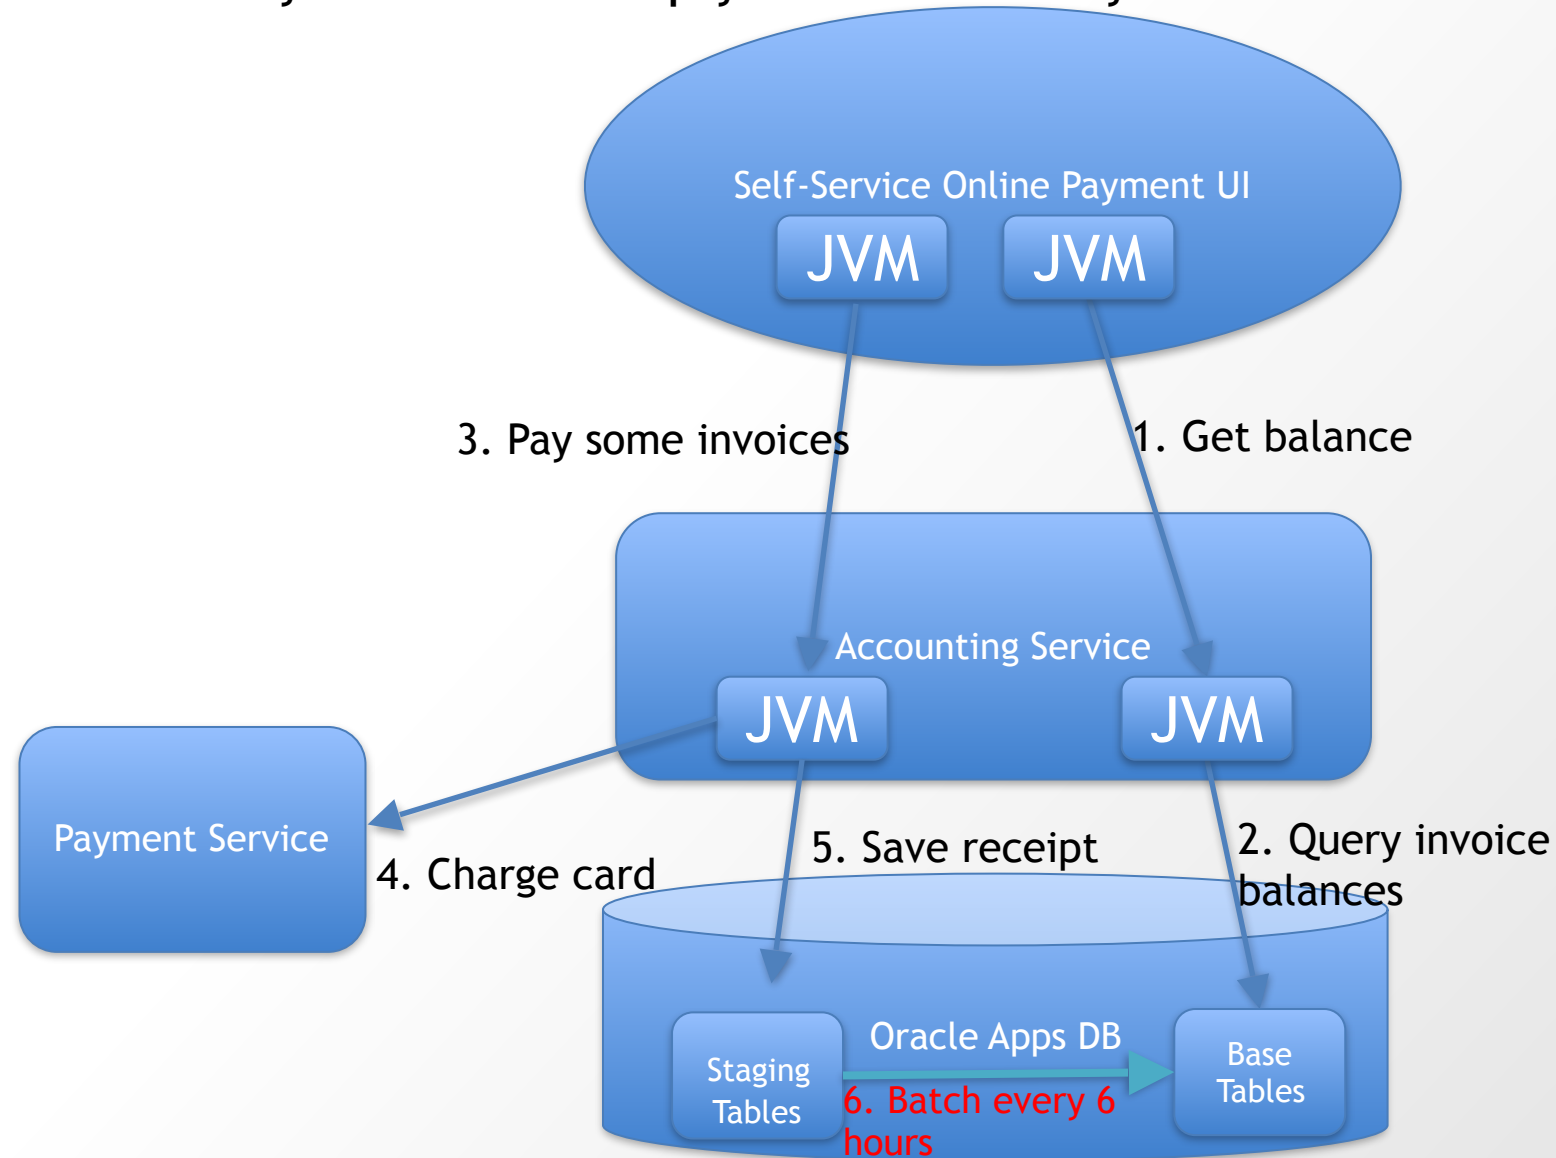 Self-Service Online Payment UI
JVM
JVM
3. Pay some invoices
1. Get balance
Accounting Service
JVM
JVM
Payment Service
4. Charge card
5. Save receipt
2. Query invoice
balances
Oracle Apps DB
Staging
Tables
6. Batch every 6
hours
Base
Tables